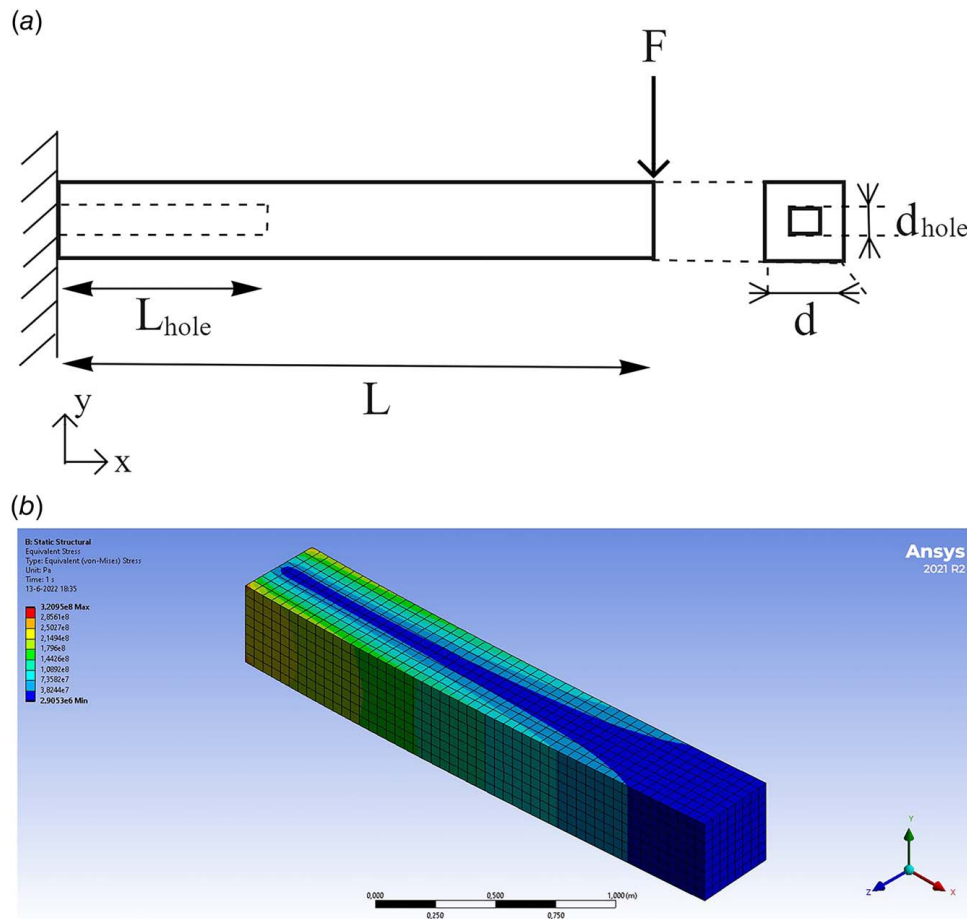 (a)
F
d_hole
L_hole
d
L
y
x
(b)
B: Static Structural
Equivalent Stress
Type: Equivalent (von-Mises) Stress
Unit: Pa
Time: 1 s
13-6-2022 18:35
3,2095e8 Max
2,8561e8
2,5027e8
2,1494e8
1,796e8
1,4426e8
1,0892e8
7,3582e7
3,8244e7
2,9053e6 Min
Ansys
2021 R2
Y
Z
X
0,000
0,500
1,000 (m)
0,250
0,750